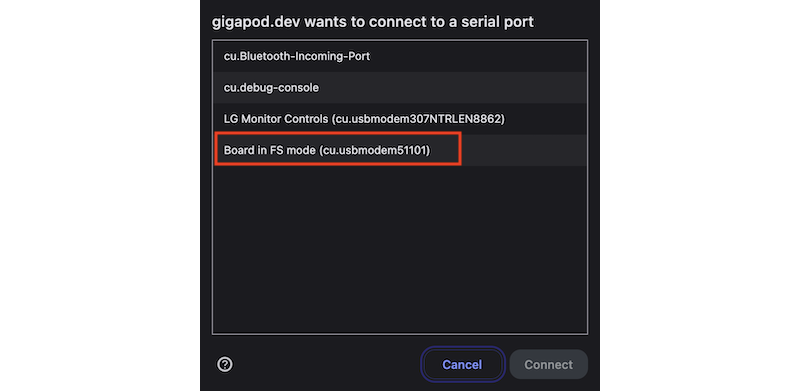 gigapod.dev wants to connect to a serial port
cu.Bluetooth-Incoming-Port
cu.debug-console
LG Monitor Controls (cu.usbmodem307NTRLEN8862)
Board in FS mode (cu.usbmodem51101)
Cancel
Connect